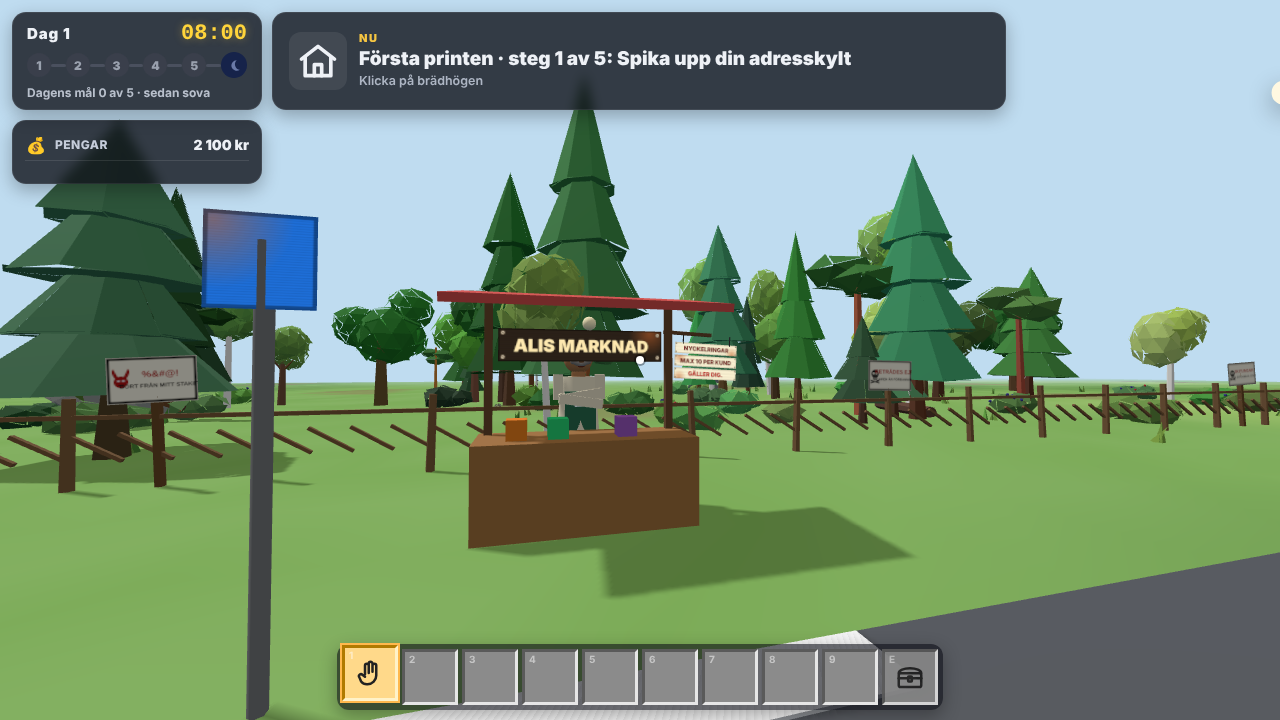 Dag 1
08:00
1
2
3
4
5
Dagens mål 0 av 5 · sedan sova
NU
Första printen · steg 1 av 5: Spika upp din adresskylt
Klicka på brädhögen
PENGAR
2 100 kr
ALIS MARKNAD
NYCKELRINGAR
MAX 10 PER KUND
GÄLLER DIG.
%&#@!
FRÅN MITT
1
2
3
4
5
6
7
8
9
E